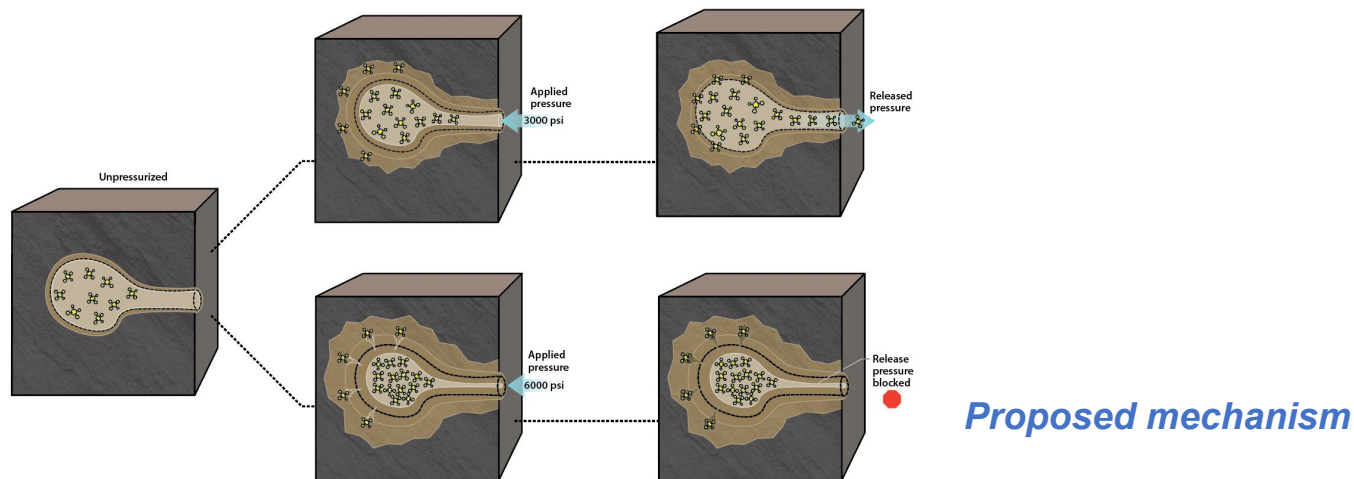 Applied
pressure
3000 psi
Released
pressure
Unpressurized
Applied
pressure
6000 psi
Release
pressure
blocked
Proposed mechanism